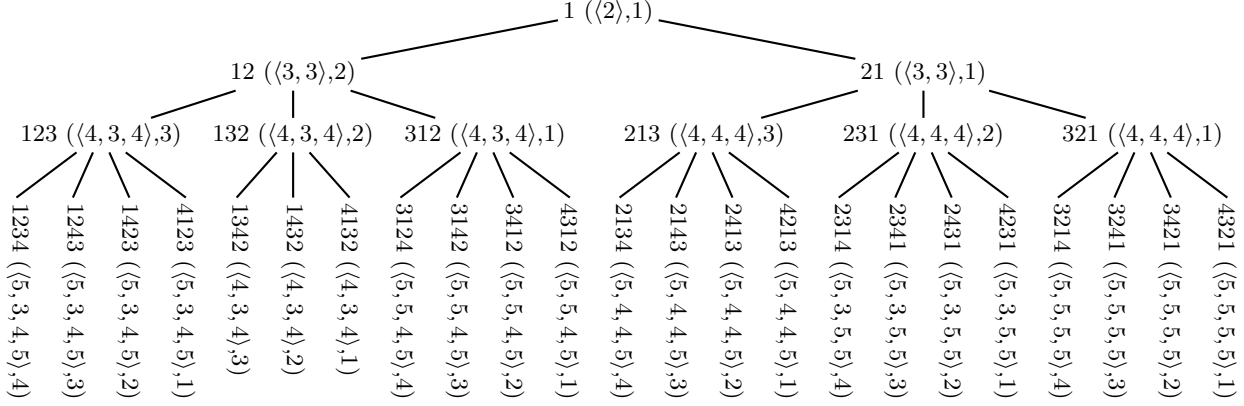 1 (⟨2⟩,1)
12 (⟨3, 3⟩,2)
21 (⟨3, 3⟩,1)
123 (⟨4, 3, 4⟩,3)
132 (⟨4, 3, 4⟩,2)
312 (⟨4, 3, 4⟩,1)
213 (⟨4, 4, 4⟩,3)
231 (⟨4, 4, 4⟩,2)
321 (⟨4, 4, 4⟩,1)
1234 (⟨5, 3, 4, 5⟩,4)
1243 (⟨5, 3, 4, 5⟩,3)
1423 (⟨5, 3, 4, 5⟩,2)
4123 (⟨5, 3, 4, 5⟩,1)
1342 (⟨4, 3, 4⟩,3)
1432 (⟨4, 3, 4⟩,2)
4132 (⟨4, 3, 4⟩,1)
3124 (⟨5, 5, 4, 5⟩,4)
3142 (⟨5, 5, 4, 5⟩,3)
3412 (⟨5, 5, 4, 5⟩,2)
4312 (⟨5, 5, 4, 5⟩,1)
2134 (⟨5, 4, 4, 5⟩,4)
2143 (⟨5, 4, 4, 5⟩,3)
2413 (⟨5, 4, 4, 5⟩,2)
4213 (⟨5, 4, 4, 5⟩,1)
2314 (⟨5, 3, 5, 5⟩,4)
2341 (⟨5, 3, 5, 5⟩,3)
2431 (⟨5, 3, 5, 5⟩,2)
4231 (⟨5, 3, 5, 5⟩,1)
3214 (⟨5, 5, 5, 5⟩,4)
3241 (⟨5, 5, 5, 5⟩,3)
3421 (⟨5, 5, 5, 5⟩,2)
4321 (⟨5, 5, 5, 5⟩,1)